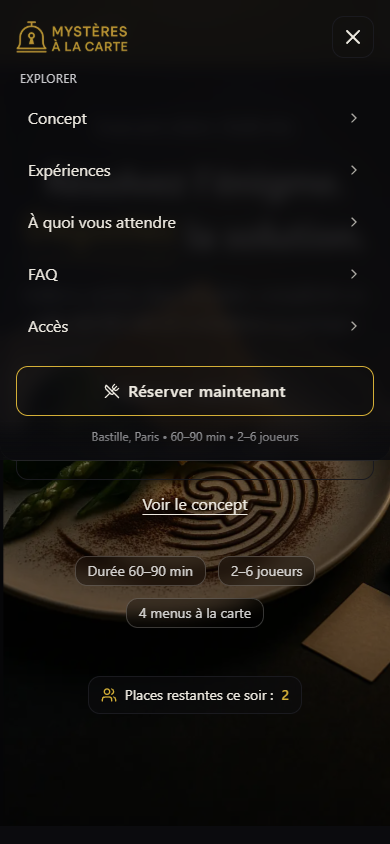 MYSTÈRES
À LA CARTE
EXPLORER
Concept
Expériences
À quoi vous attendre
FAQ
Accès
Réserver maintenant
Bastille, Paris • 60–90 min • 2–6 joueurs
Voir le concept
Durée 60–90 min
2–6 joueurs
4 menus à la carte
Places restantes ce soir : 2